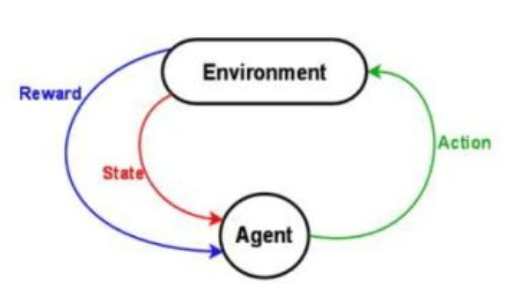 Environment
Reward
Action
State
Agent